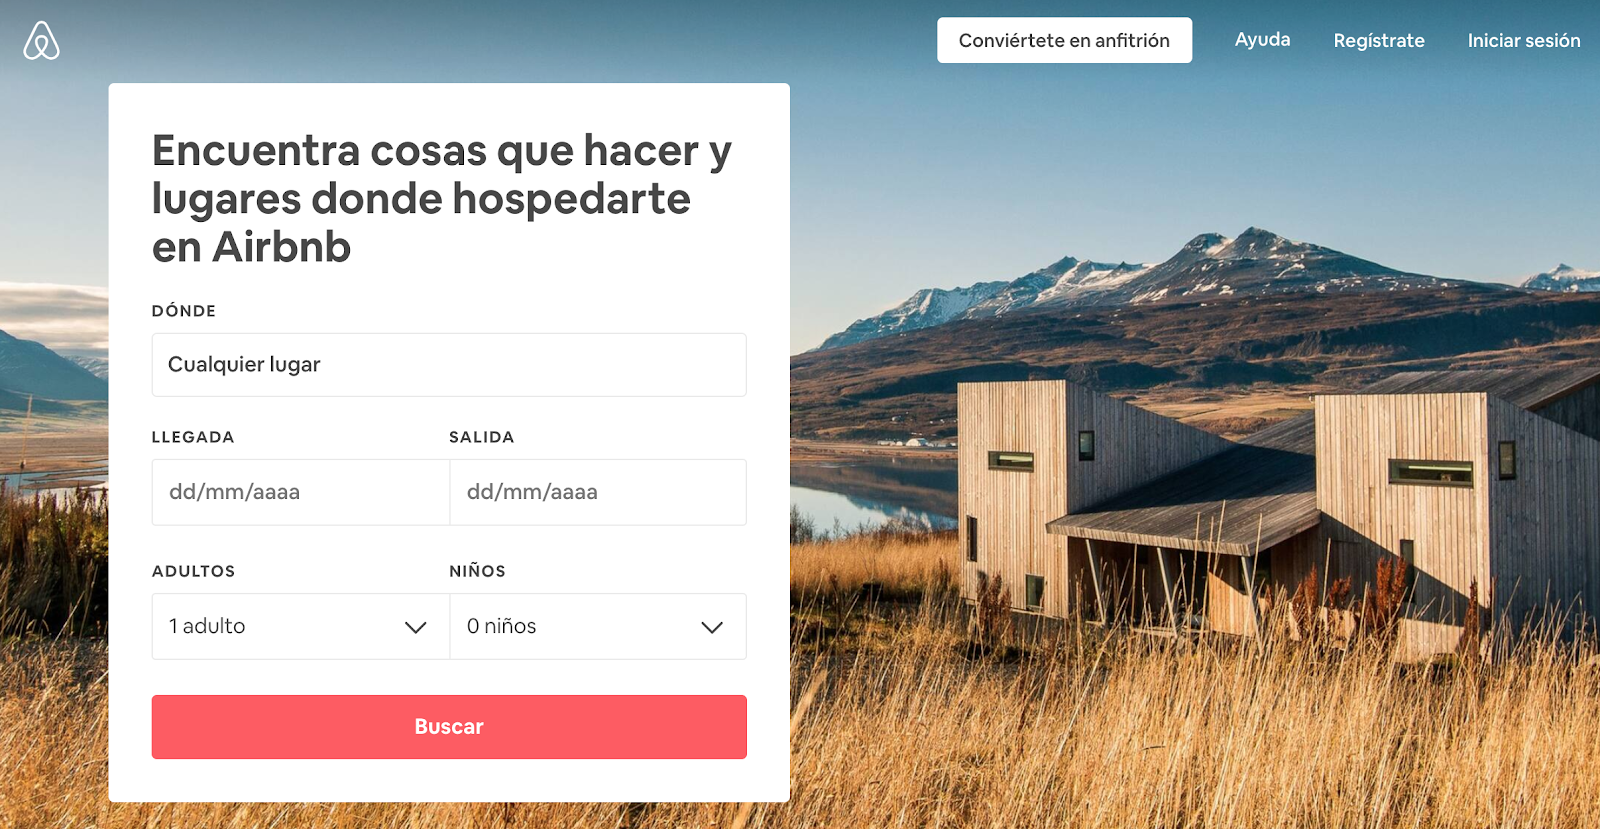 Conviértete en anfitrión
Ayuda
Regístrate
Iniciar sesión
Encuentra cosas que hacer y
lugares donde hospedarte
en Airbnb
DÓNDE
Cualquier lugar
LLEGADA
SALIDA
dd/mm/aaaa
dd/mm/aaaa
ADULTOS
NIÑOS
1 adulto
0 niños
Buscar